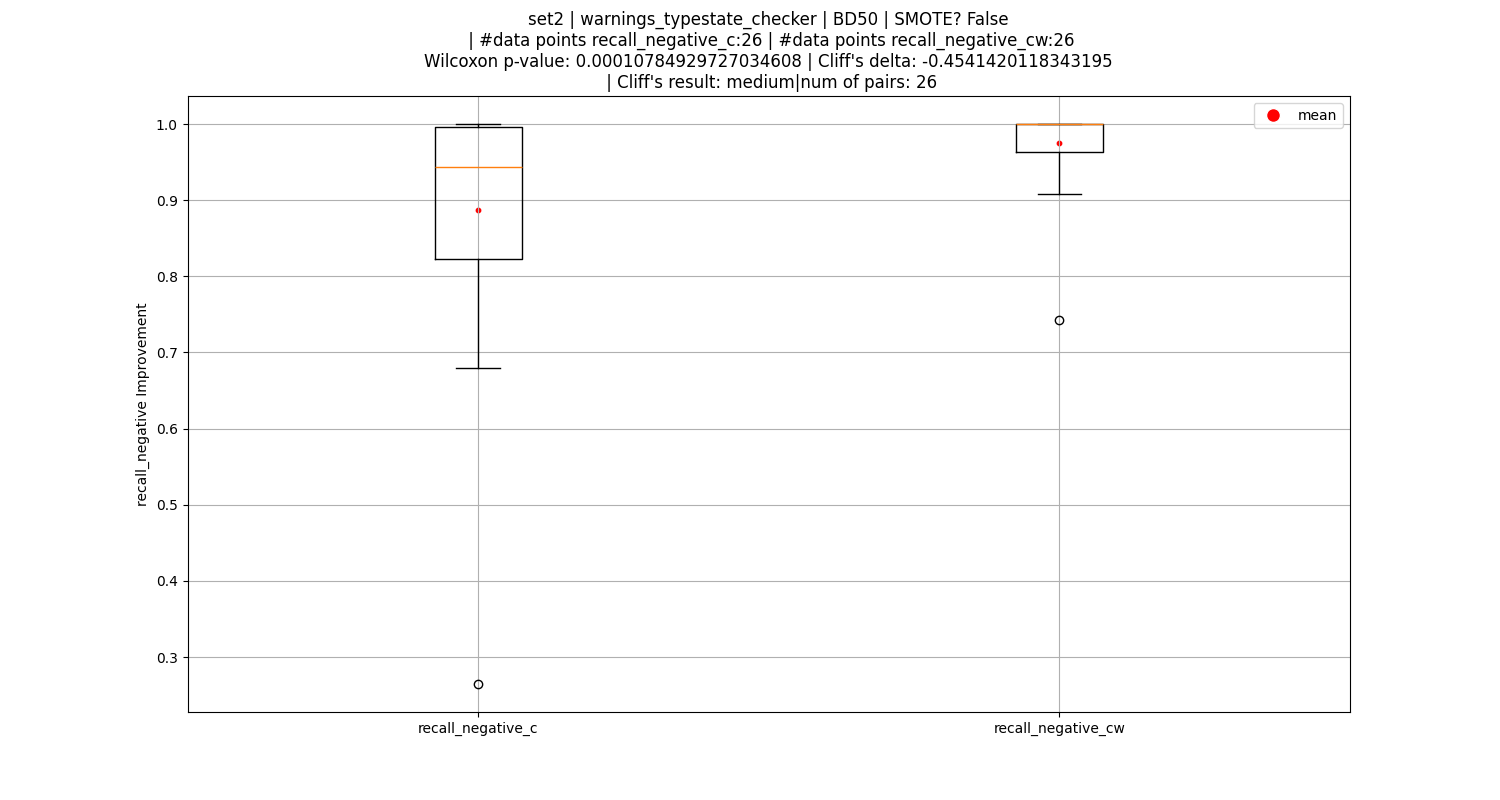 set2 | warnings_typestate_checker | BD50 | SMOTE? False
| #data points recall_negative_c:26 | #data points recall_negative_cw:26
Wilcoxon p-value: 0.00010784929727034608 | Cliff's delta: -0.4541420118343195
| Cliff's result: medium|num of pairs: 26
mean
1.0
0.9
0.8
0.7
0.6
0.5
0.4
0.3
recall_negative Improvement
recall_negative_c
recall_negative_cw